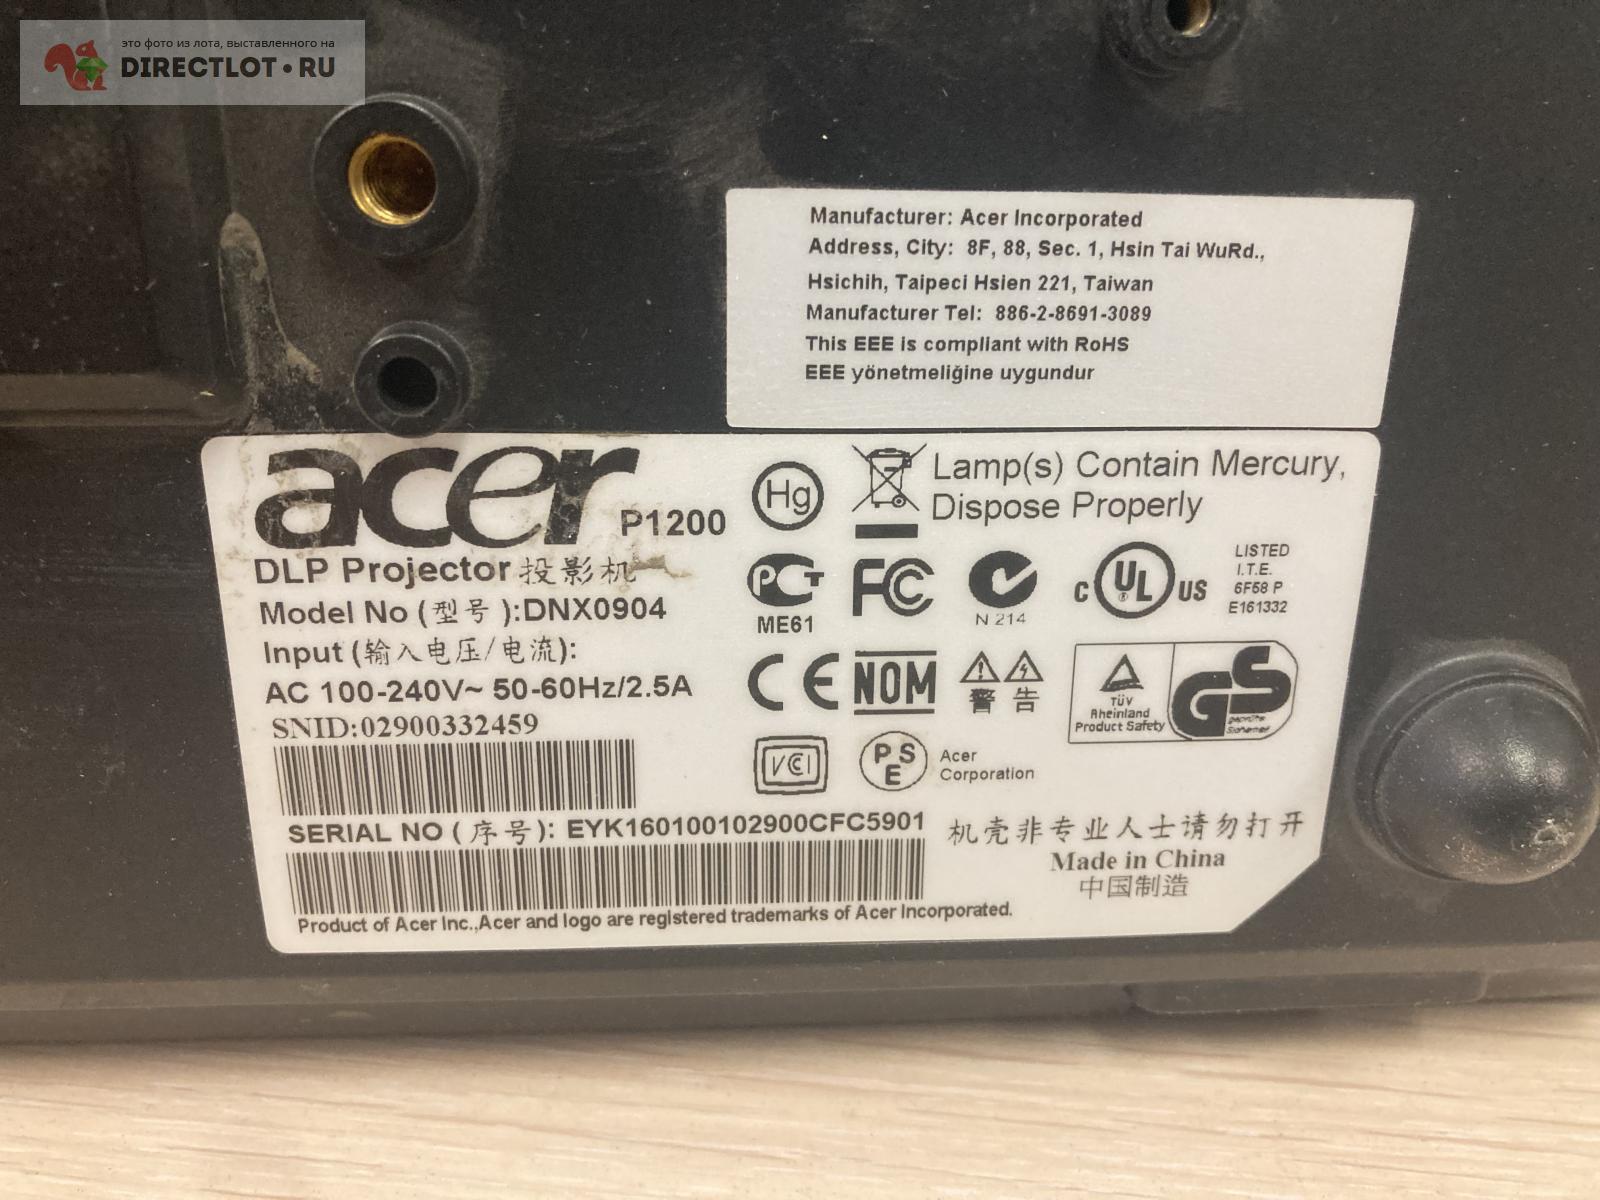 это фото из лота, выставленного на
DIRECTLOT•RU
Manufacturer: Acer Incorporated
Address, City: 8F, 88, Sec. 1, Hsin Tai WuRd.,
Hsichih, Taipeci Hsien 221, Taiwan
Manufacturer Tel: 886-2-8691-3089
This EEE is compliant with RoHS
EEE yönetmeliğine uygundur
acer P1200
DLP Projector 投影机
Model No (型号):DNX0904
Input (输入电压/电流):
AC 100-240V~ 50-60Hz/2.5A
SNID:02900332459
SERIAL NO (序号): EYK160100102900CFC5901
Product of Acer Inc.,Acer and logo are registered trademarks of Acer Incorporated.
Hg
Lamp(s) Contain Mercury,
Dispose Properly
PCT
ME61
FC
N 214
C UL US
LISTED
I.T.E.
6F58 P
E161332
CE
NOM
警告
TÜV
Rheinland
Product Safety
GS
geprüfte
Sicherheit
VCI
PSE
Acer
Corporation
机壳非专业人士请勿打开
Made in China
中国制造